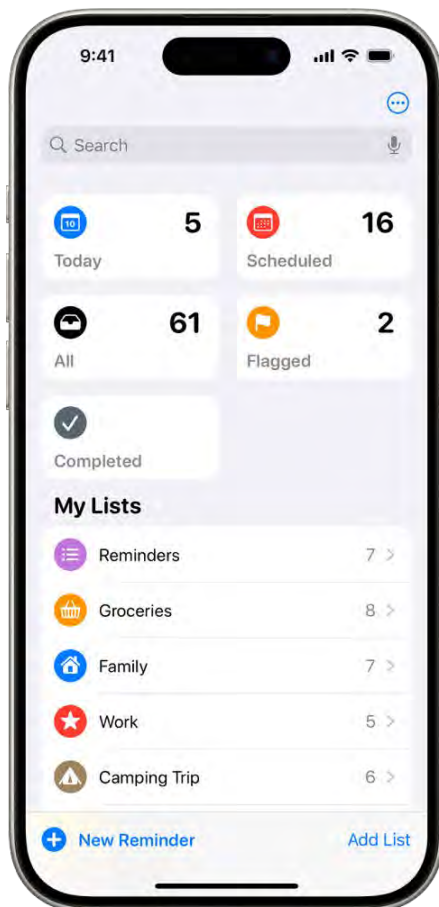 9:41
Search
10
5
Today
16
Scheduled
61
All
2
Flagged
Completed
My Lists
Reminders 7
Groceries 8
Family 7
Work 5
Camping Trip 6
New Reminder Add List